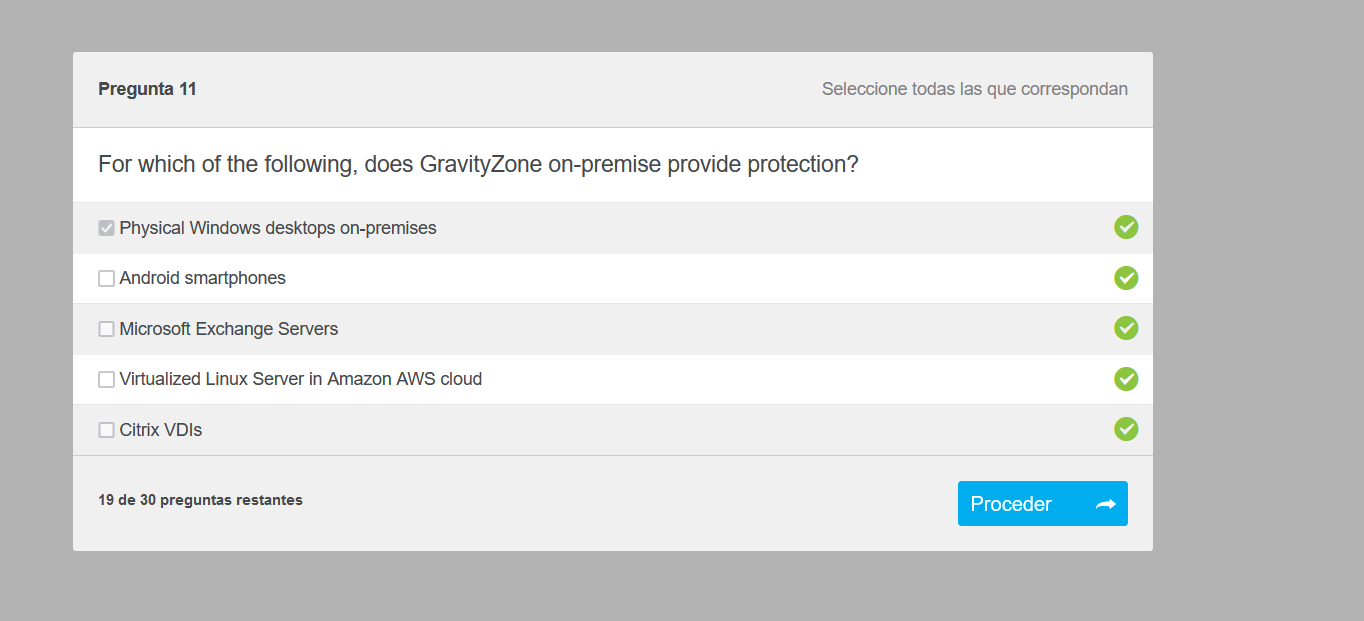 Pregunta 11
Seleccione todas las que correspondan
For which of the following, does GravityZone on-premise provide protection?
Physical Windows desktops on-premises
Android smartphones
Microsoft Exchange Servers
Virtualized Linux Server in Amazon AWS cloud
Citrix VDIs
19 de 30 preguntas restantes
Proceder